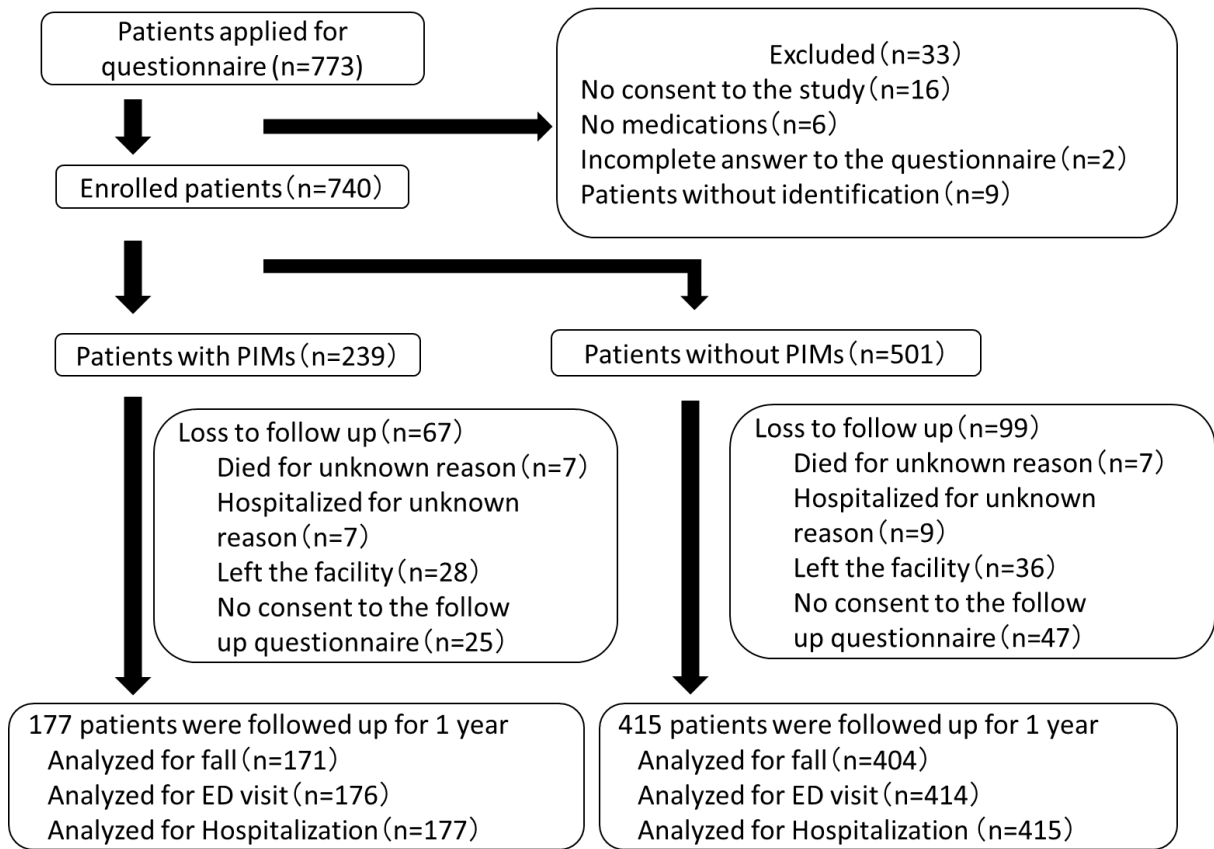 Patients applied for
questionnaire (n=773)
Excluded（n=33）
No consent to the study（n=16）
No medications（n=6）
Incomplete answer to the questionnaire（n=2）
Patients without identification（n=9）
Enrolled patients（n=740）
Patients with PIMs（n=239）
Patients without PIMs（n=501）
Loss to follow up（n=67）
Died for unknown reason（n=7）
Hospitalized for unknown
reason（n=7）
Left the facility（n=28）
No consent to the follow
up questionnaire（n=25）
Loss to follow up（n=99）
Died for unknown reason（n=7）
Hospitalized for unknown
reason（n=9）
Left the facility（n=36）
No consent to the follow
up questionnaire（n=47）
177 patients were followed up for 1 year
Analyzed for fall（n=171）
Analyzed for ED visit（n=176）
Analyzed for Hospitalization（n=177）
415 patients were followed up for 1 year
Analyzed for fall（n=404）
Analyzed for ED visit（n=414）
Analyzed for Hospitalization（n=415）